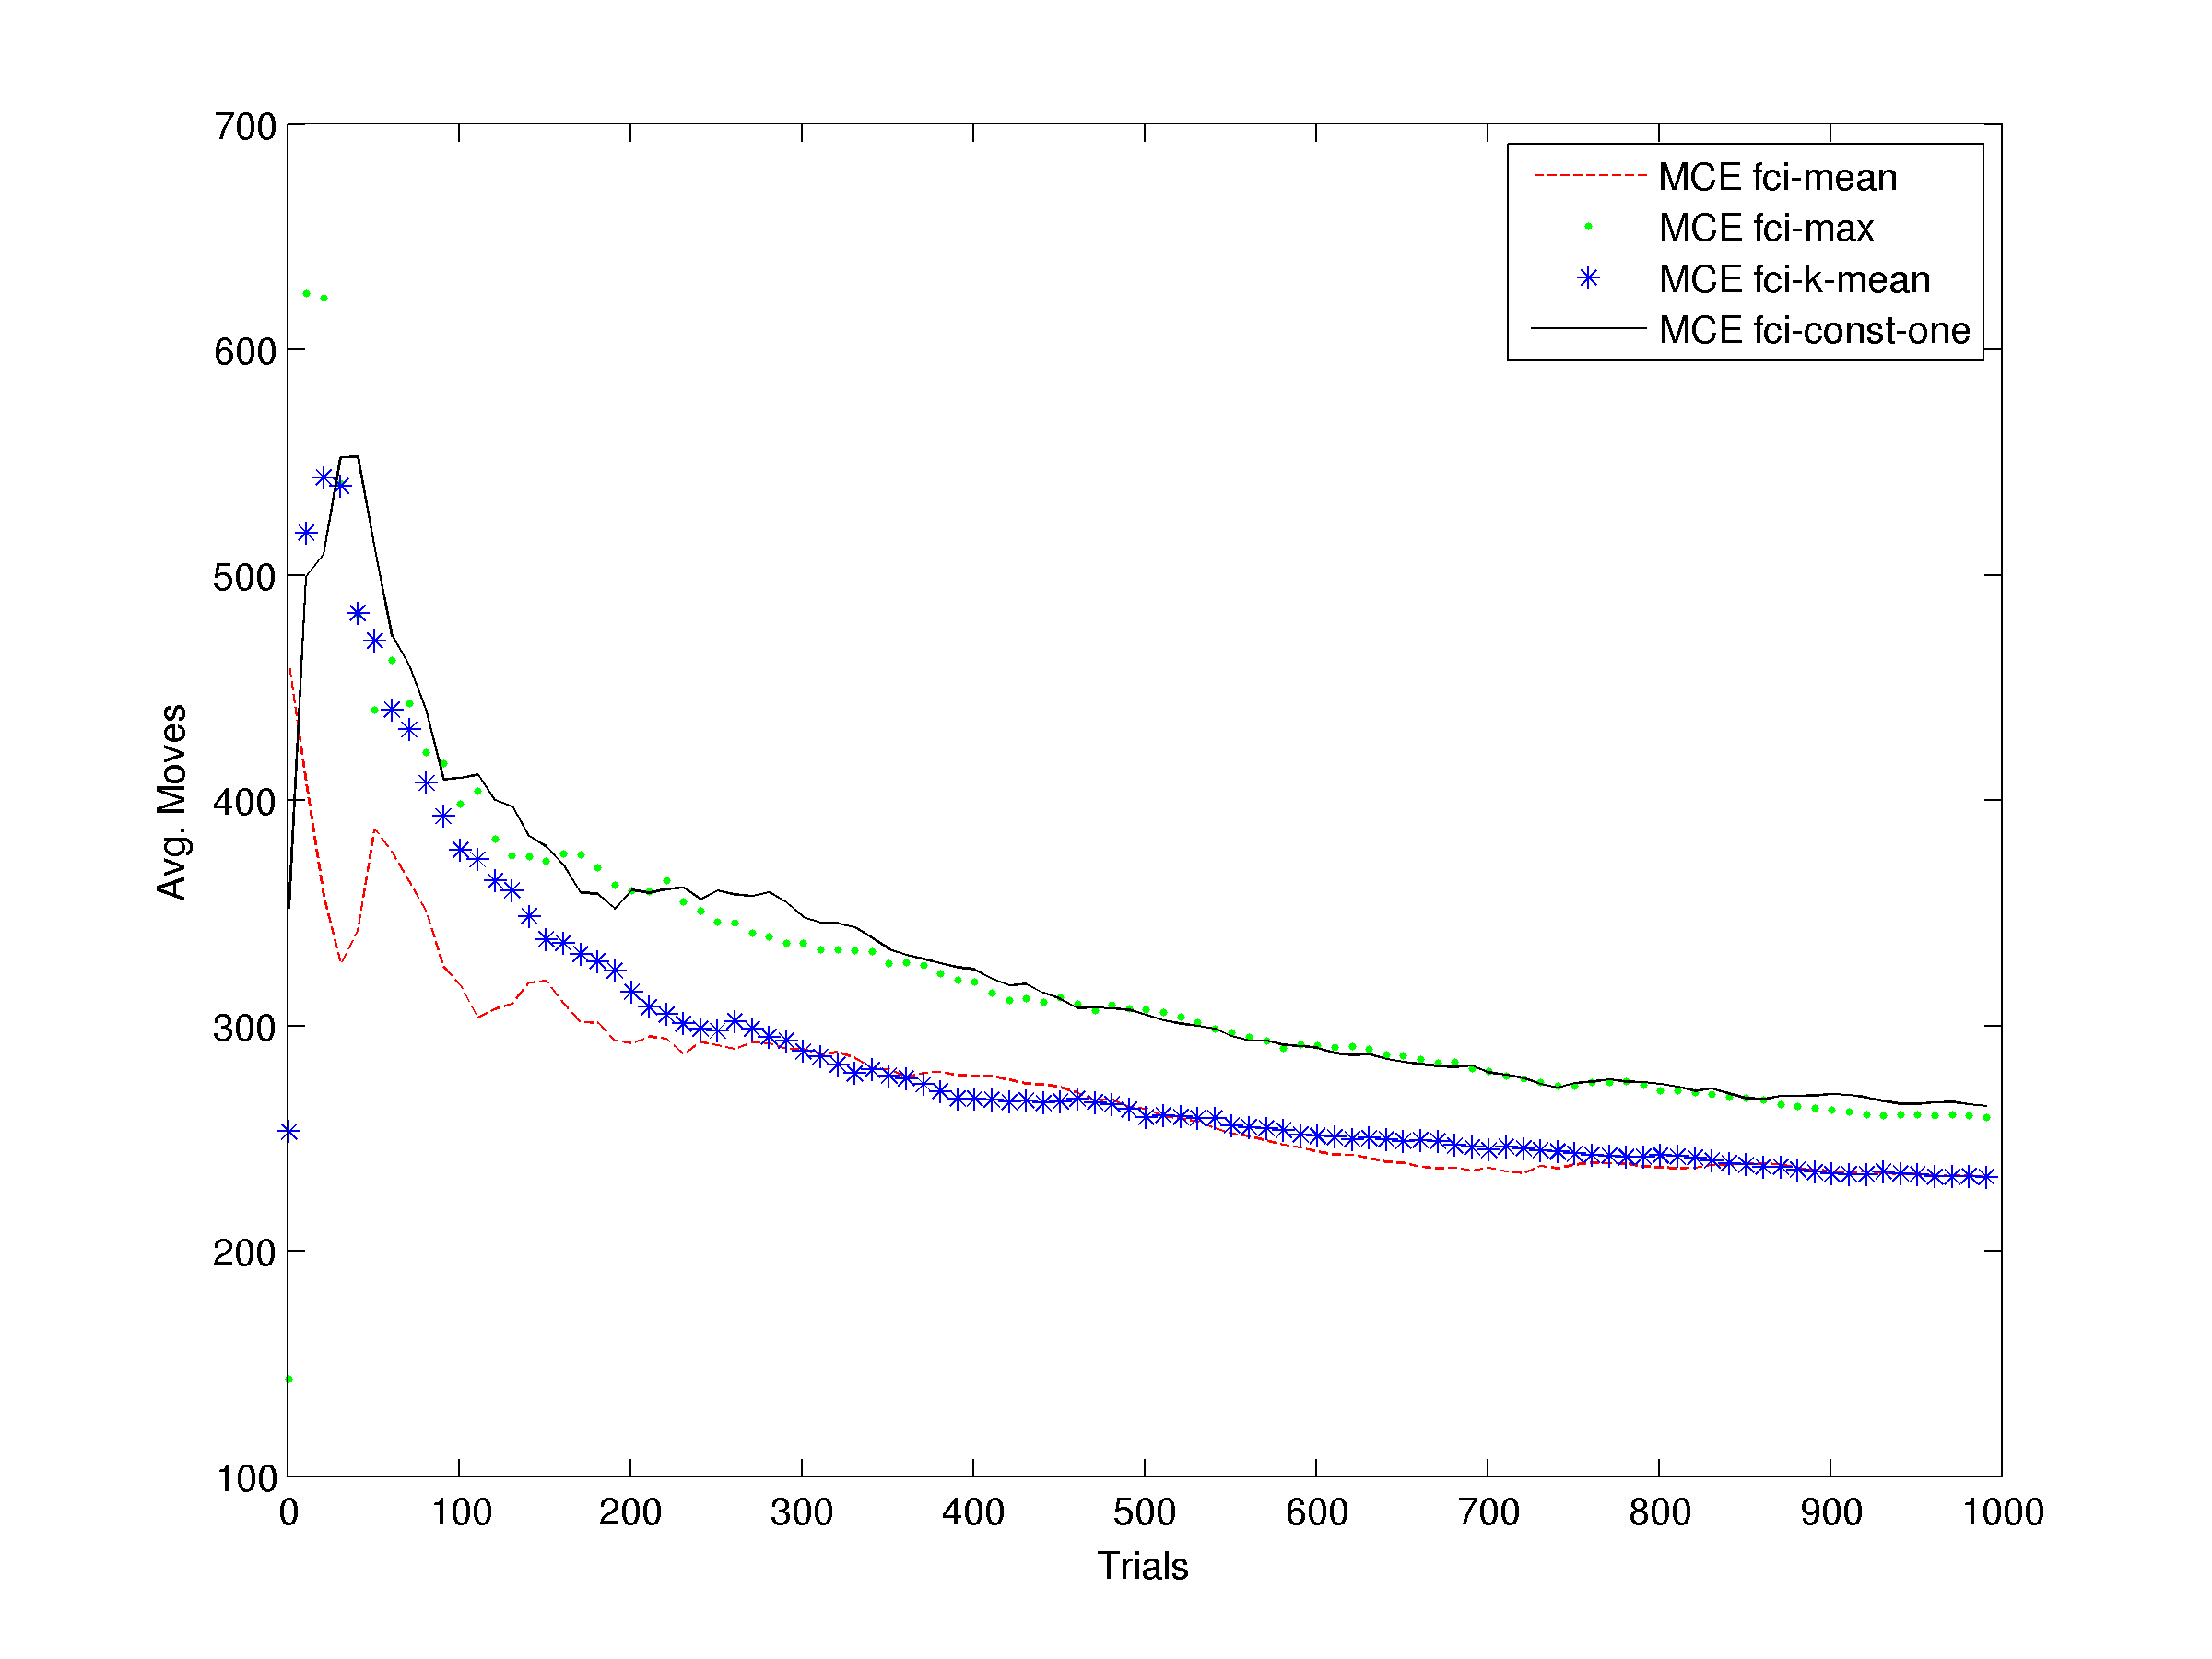 700
600
500
400
300
200
100
Avg. Moves
MCE fci-mean
MCE fci-max
MCE fci-k-mean
MCE fci-const-one
0 100 200 300 400 500 600 700 800 900 1000
Trials